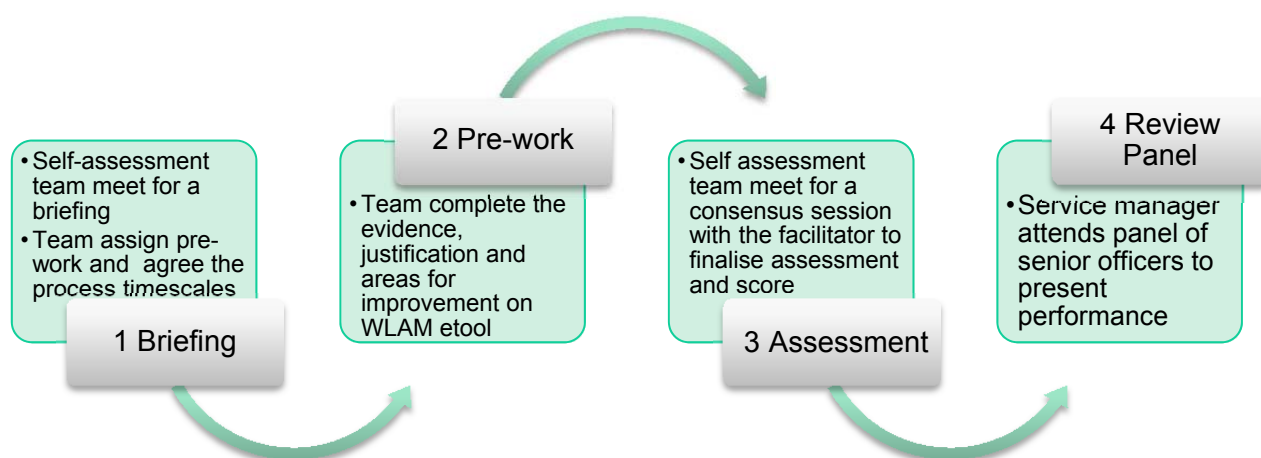 • Self-assessment
team meet for a
briefing
• Team assign pre-
work and agree the
process timescales
1 Briefing
2 Pre-work
• Team complete the
evidence,
justification and
areas for
improvement on
WLAM etool
• Self assessment
team meet for a
consensus session
with the facilitator to
finalise assessment
and score
3 Assessment
4 Review
Panel
• Service manager
attends panel of
senior officers to
present
performance